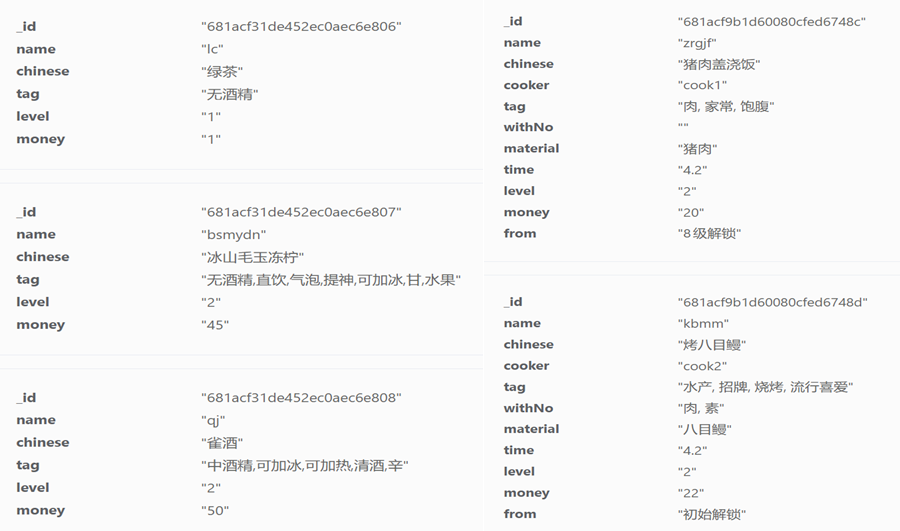 _id "681acf31de452ec0aec6e806"
name "lc"
chinese "绿茶"
tag "无酒精"
level "1"
money "1"
_id "681acf31de452ec0aec6e807"
name "bsmydn"
chinese "冰山毛玉冻柠"
tag "无酒精,直饮,气泡,提神,可加冰,甘,水果"
level "2"
money "45"
_id "681acf31de452ec0aec6e808"
name "qj"
chinese "雀酒"
tag "中酒精,可加冰,可加热,清酒,辛"
level "2"
money "50"
_id "681acf9b1d60080cfed6748c"
name "zrgjf"
chinese "猪肉盖浇饭"
cooker "cook1"
tag "肉, 家常, 饱腹"
withNo ""
material "猪肉"
time "4.2"
level "2"
money "20"
from "8级解锁"
_id "681acf9b1d60080cfed6748d"
name "kbmm"
chinese "烤八目鳗"
cooker "cook2"
tag "水产, 招牌, 烧烤, 流行喜爱"
withNo "肉, 素"
material "八目鳗"
time "4.2"
level "2"
money "22"
from "初始解锁"